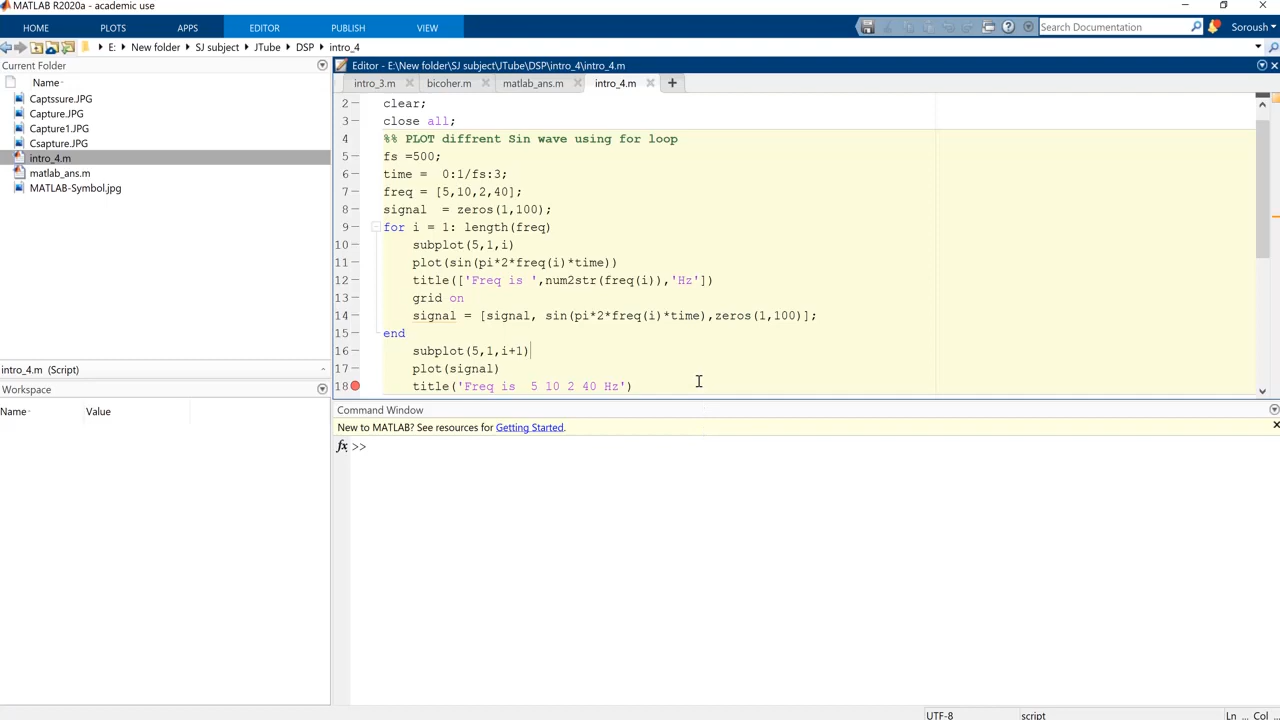 MATLAB R2020a - academic use
HOME PLOTS APPS EDITOR PUBLISH VIEW Search Documentation Soroush
E: New folder SJ subject JTube DSP intro_4
Current Folder
Name
Captssure.JPG
Capture.JPG
Capture1.JPG
Csapture.JPG
intro_4.m
matlab_ans.m
MATLAB-Symbol.jpg
intro_4.m (Script)
Workspace
Name Value
Editor - E:\New folder\SJ subject\JTube\DSP\intro_4\intro_4.m
intro_3.m bicoher.m matlab_ans.m intro_4.m
2 clear;
3 close all;
4 %% PLOT diffrent Sin wave using for loop
5 fs =500;
6 time =  0:1/fs:3;
7 freq = [5,10,2,40];
8 signal  = zeros(1,100);
9 for i = 1: length(freq)
10 subplot(5,1,i)
11 plot(sin(pi*2*freq(i)*time))
12 title(['Freq is ',num2str(freq(i)),'Hz'])
13 grid on
14 signal = [signal, sin(pi*2*freq(i)*time),zeros(1,100)];
15 end
16 subplot(5,1,i+1)
17 plot(signal)
18 title('Freq is  5 10 2 40 Hz')
Command Window
New to MATLAB? See resources for Getting Started.
fx >>
UTF-8 script Ln ... Col ...